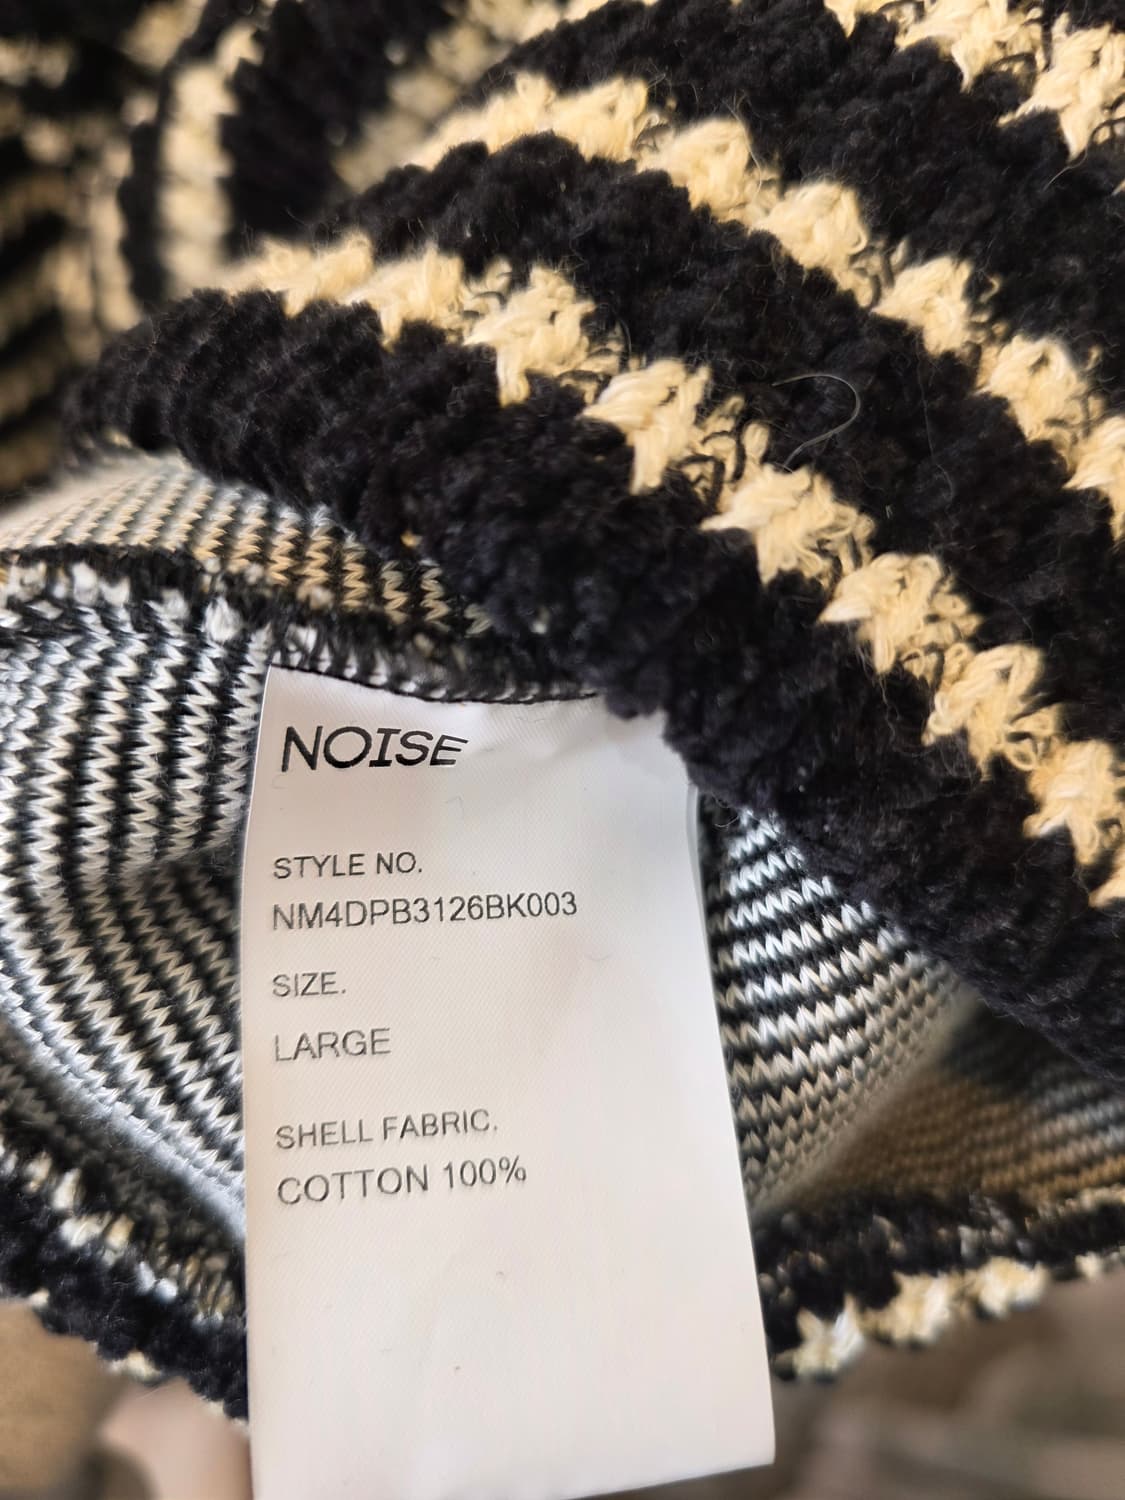 NOISE
STYLE NO.
NM4DPB3126BK003
SIZE.
LARGE
SHELL FABRIC.
COTTON 100%